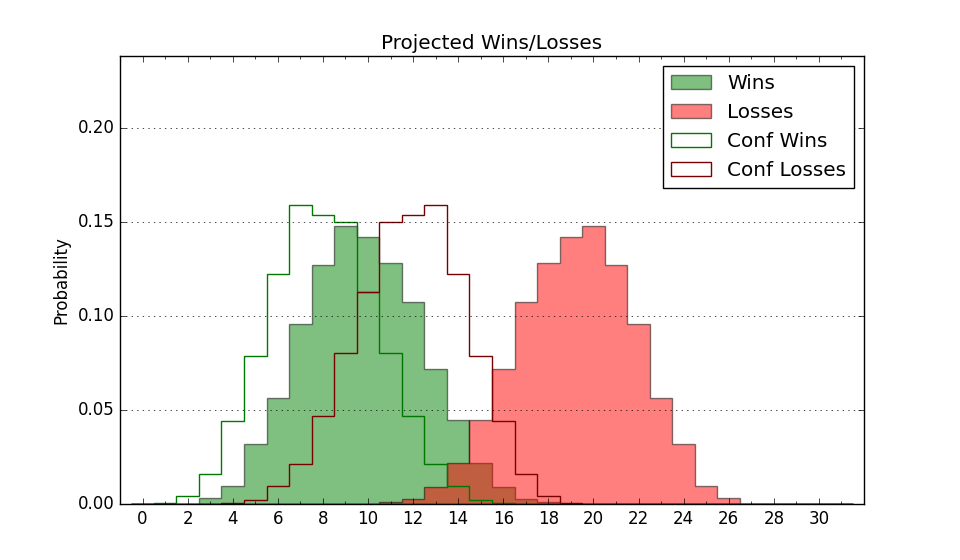 Projected Wins/Losses
Wins
Losses
Conf Wins
Conf Losses
Probability
0.20
0.15
0.10
0.05
0.00
0 2 4 6 8 10 12 14 16 18 20 22 24 26 28 30